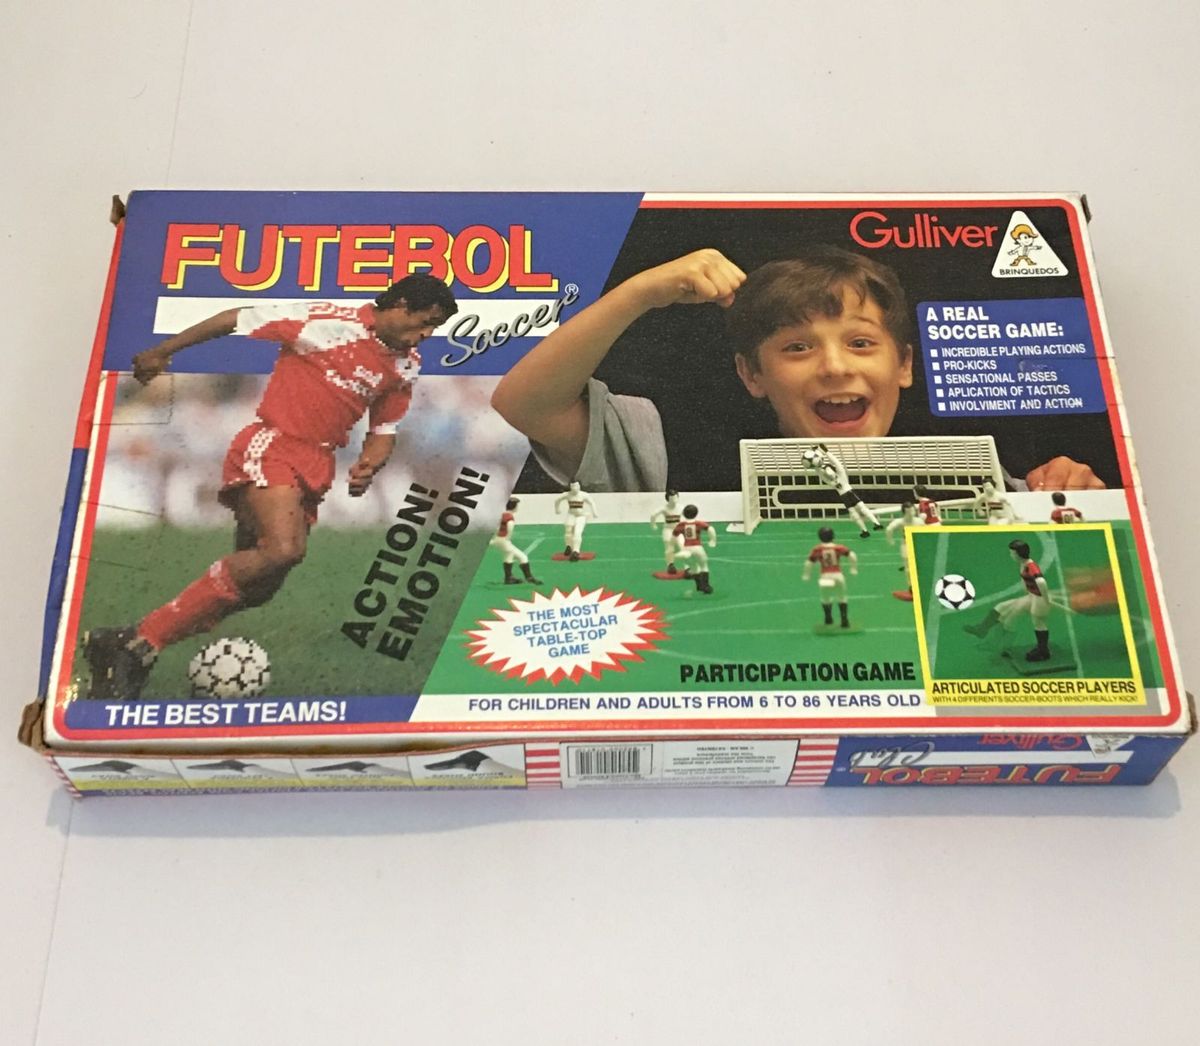 FUTEBOL
Soccer®
Gulliver
BRINQUEDOS
A REAL
SOCCER GAME:
■ INCREDIBLE PLAYING ACTIONS
■ PRO-KICKS
■ SENSATIONAL PASSES
■ APLICATION OF TACTICS
■ INVOLVIMENT AND ACTION
ACTION!
EMOTION!
THE MOST
SPECTACULAR
TABLE-TOP
GAME
PARTICIPATION GAME
ARTICULATED SOCCER PLAYERS
WITH 4 DIFFERENTS SOCCER-BOOTS WHICH REALLY KICK!
THE BEST TEAMS!
FOR CHILDREN AND ADULTS FROM 6 TO 86 YEARS OLD
Gulliver
FUTEBOL®
Club